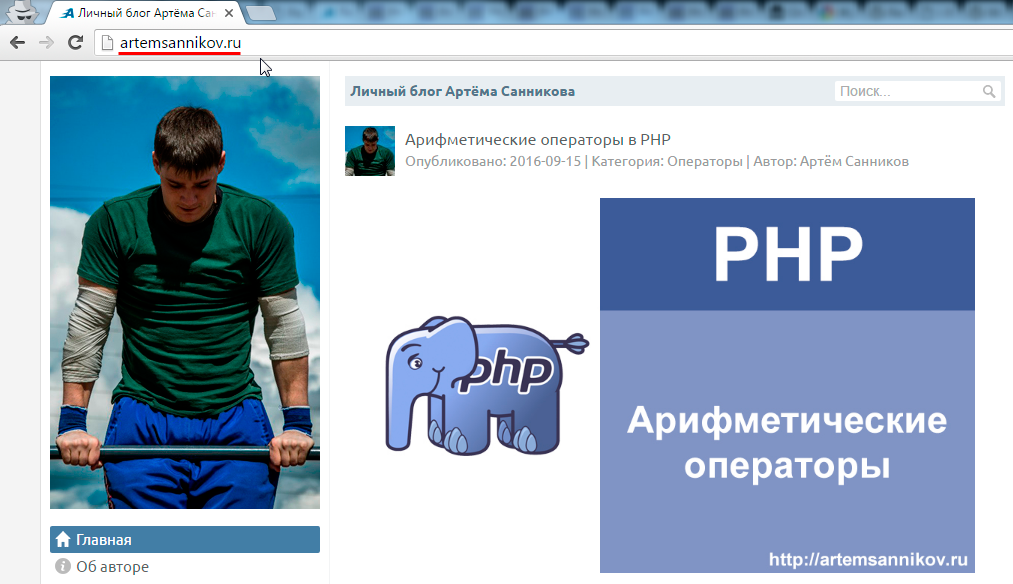 Личный блог Артёма Сан
artemsannikov.ru
Личный блог Артёма Санникова
Поиск...
Арифметические операторы в PHP
Опубликовано: 2016-09-15 | Категория: Операторы | Автор: Артём Санников
PHP
php
Арифметические
операторы
http://artemsannikov.ru
Главная
Об авторе